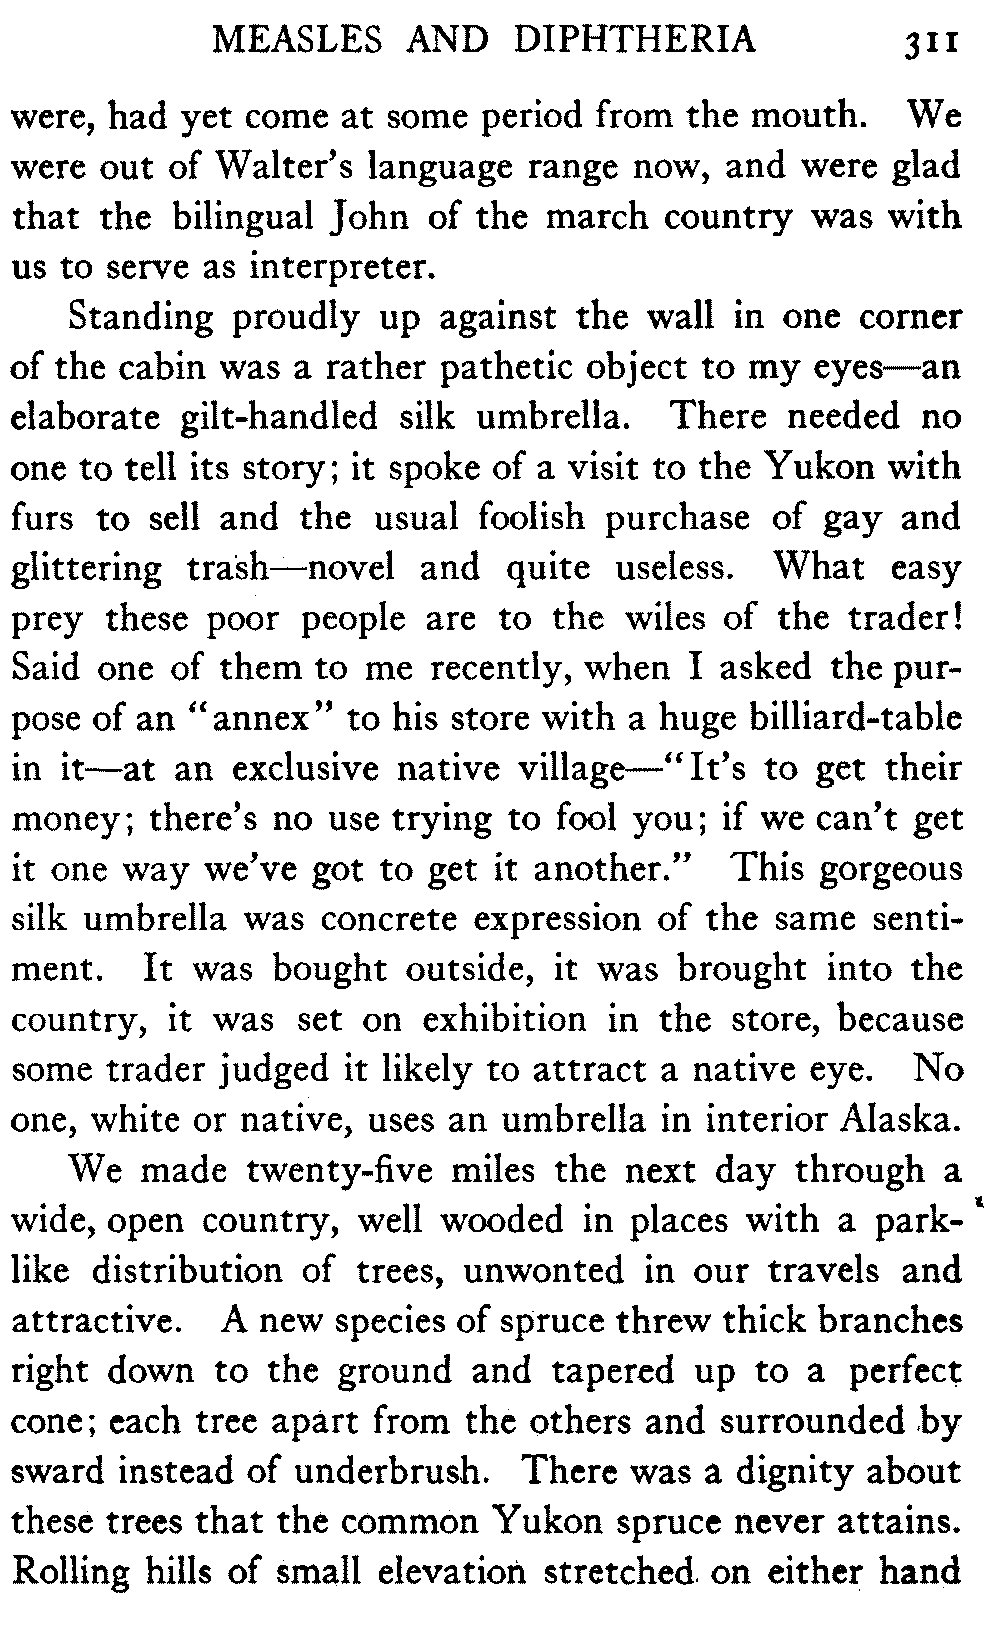 MEASLES AND DIPHTHERIA 311
were, had yet come at some period from the mouth. We
were out of Walter's language range now, and were glad
that the bilingual John of the march country was with
us to serve as interpreter.
Standing proudly up against the wall in one corner
of the cabin was a rather pathetic object to my eyes—an
elaborate gilt-handled silk umbrella. There needed no
one to tell its story; it spoke of a visit to the Yukon with
furs to sell and the usual foolish purchase of gay and
glittering trash—novel and quite useless. What easy
prey these poor people are to the wiles of the trader!
Said one of them to me recently, when I asked the pur-
pose of an "annex" to his store with a huge billiard-table
in it—at an exclusive native village—"It's to get their
money; there's no use trying to fool you; if we can't get
it one way we've got to get it another." This gorgeous
silk umbrella was concrete expression of the same senti-
ment. It was bought outside, it was brought into the
country, it was set on exhibition in the store, because
some trader judged it likely to attract a native eye. No
one, white or native, uses an umbrella in interior Alaska.
We made twenty-five miles the next day through a
wide, open country, well wooded in places with a park-
like distribution of trees, unwonted in our travels and
attractive. A new species of spruce threw thick branches
right down to the ground and tapered up to a perfect
cone; each tree apart from the others and surrounded by
sward instead of underbrush. There was a dignity about
these trees that the common Yukon spruce never attains.
Rolling hills of small elevation stretched on either hand